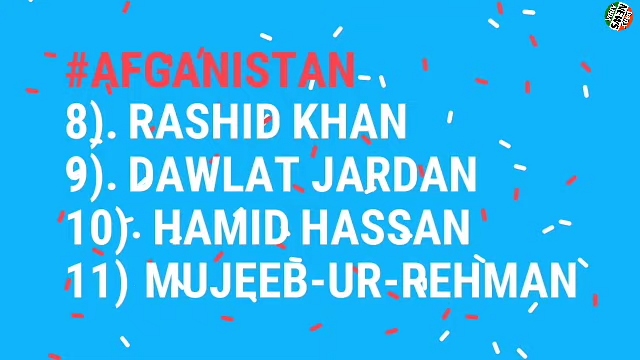 #AFGANISTAN
8). RASHID KHAN
9). DAWLAT JARDAN
10). HAMID HASSAN
11) MUJEEB-UR-REHMAN